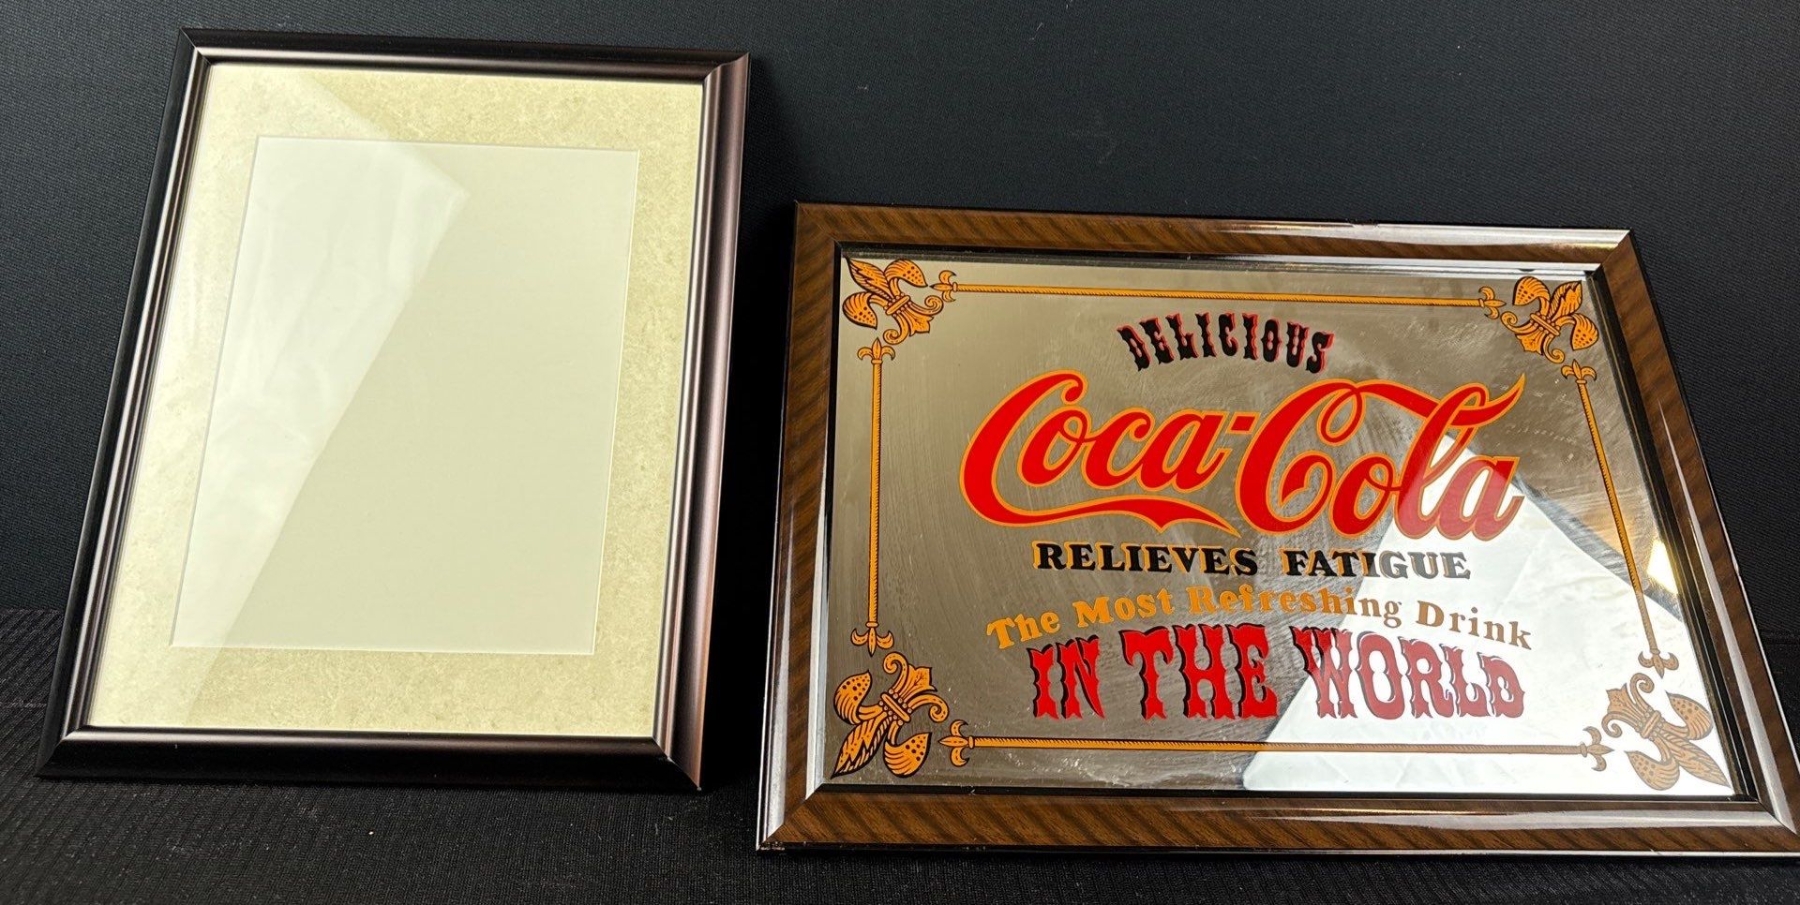 DELICIOUS
Coca-Cola
RELIEVES FATIGUE
The Most Refreshing Drink
IN THE WORLD